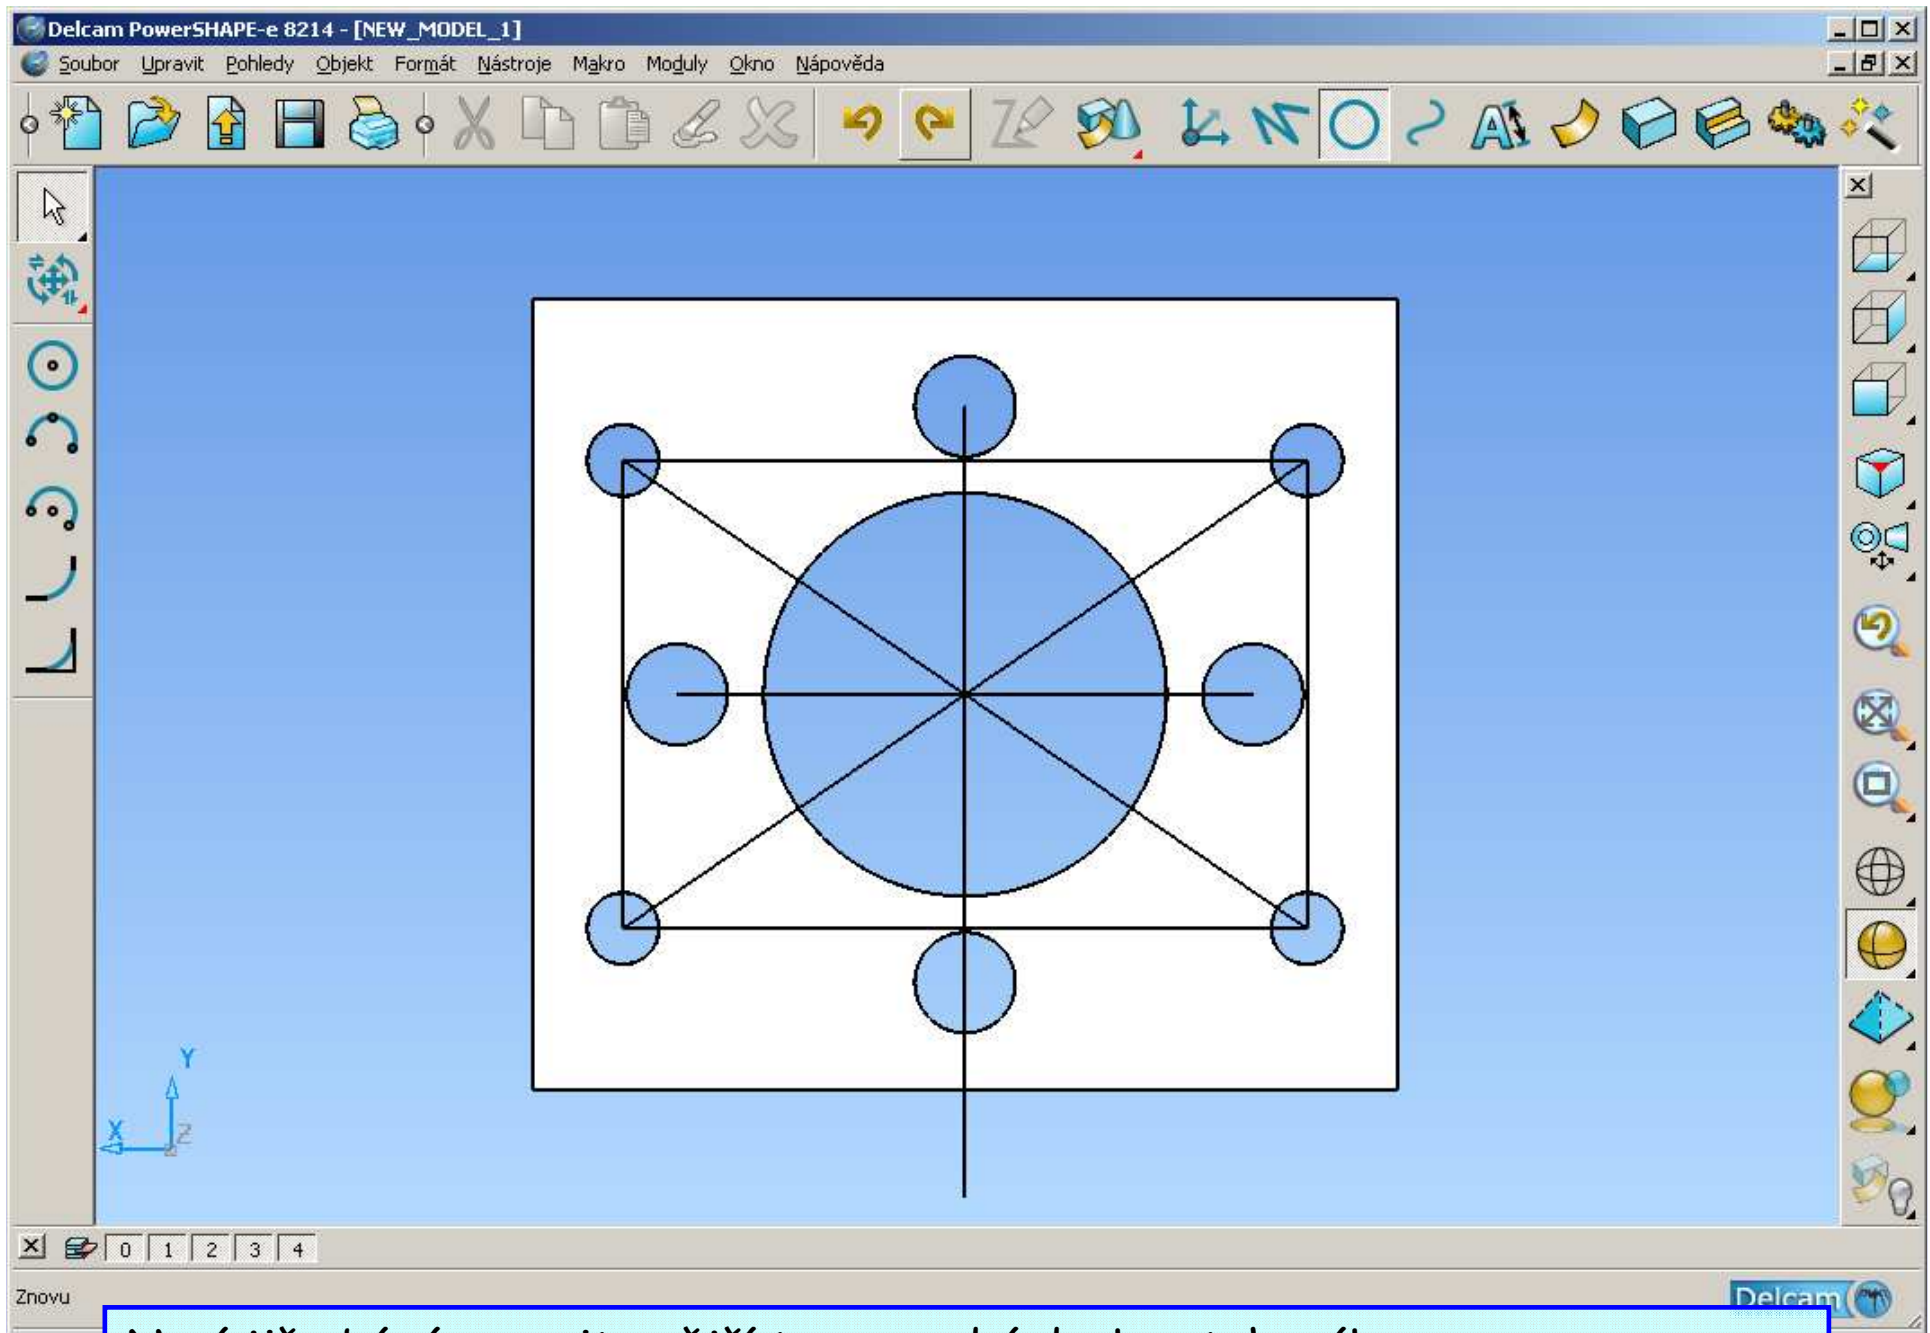 Delcam PowerSHAPE-e 8214 - [NEW_MODEL_1]
Soubor Upravit Pohledy Objekt Formát Nástroje Makro Moduly Okno Nápověda
Y
X
Z
0 1 2 3 4
Znovu
Delcam